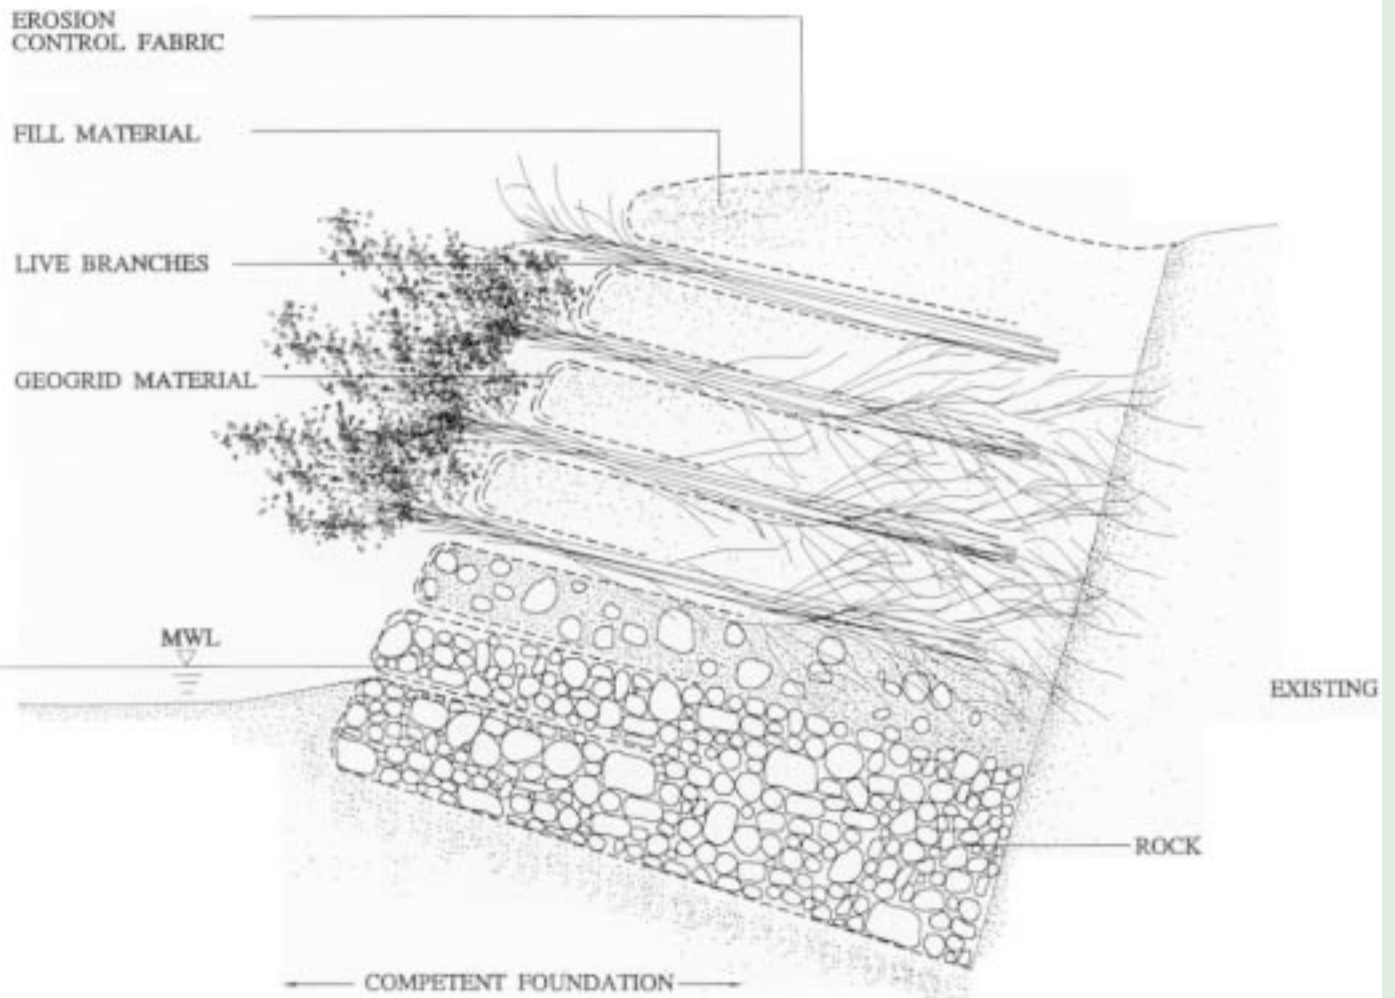 EROSION
CONTROL FABRIC
FILL MATERIAL
LIVE BRANCHES
GEOGRID MATERIAL
MWL
EXISTING
ROCK
COMPETENT FOUNDATION